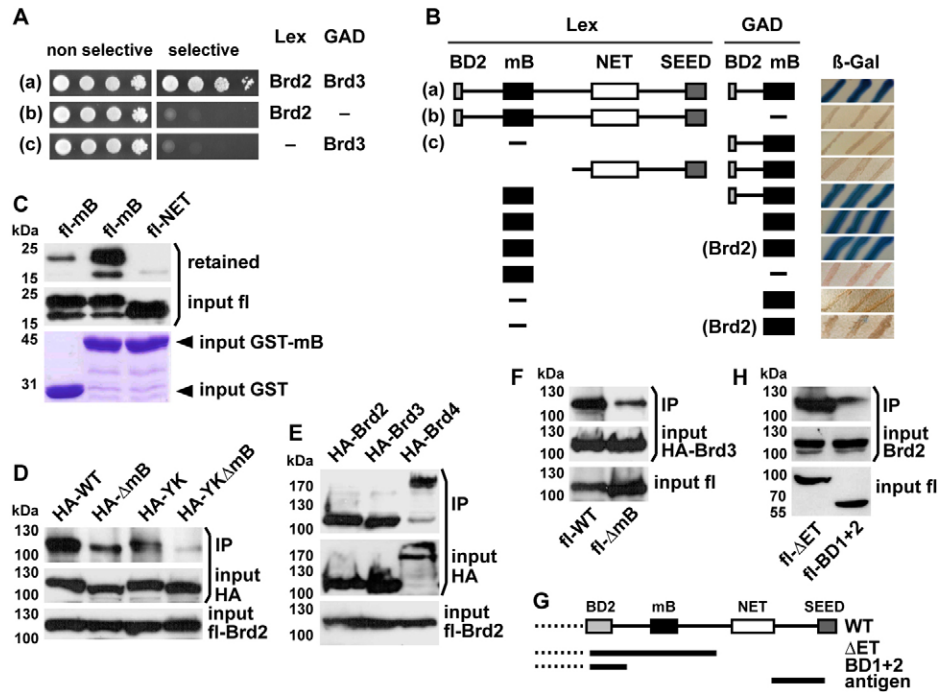 A
non selective selective Lex GAD
(a) Brd2 Brd3
(b) Brd2 –
(c) – Brd3
B
Lex GAD
BD2 mB NET SEED BD2 mB ß-Gal
(a)
(b) –
(c) –
(Brd2)
–
–
– (Brd2)
C
fl-mB fl-mB fl-NET
kDa
25
15
retained
25
15
input fl
45
input GST-mB
31
input GST
D
HA-WT HA-ΔmB HA-YK HA-YKΔmB
kDa
130
100
IP
130
100
input
HA
130
100
input
fl-Brd2
E
HA-Brd2 HA-Brd3 HA-Brd4
kDa
170
130
100
IP
170
130
100
input
HA
130
100
input
fl-Brd2
F
kDa
130
100
IP
130
100
input
HA-Brd3
130
100
input fl
fl-WT fl-ΔmB
H
kDa
130
100
IP
130
100
input
Brd2
100
70
55
input fl
fl-ΔET fl-BD1+2
G
BD2 mB NET SEED
WT
ΔET
BD1+2
antigen